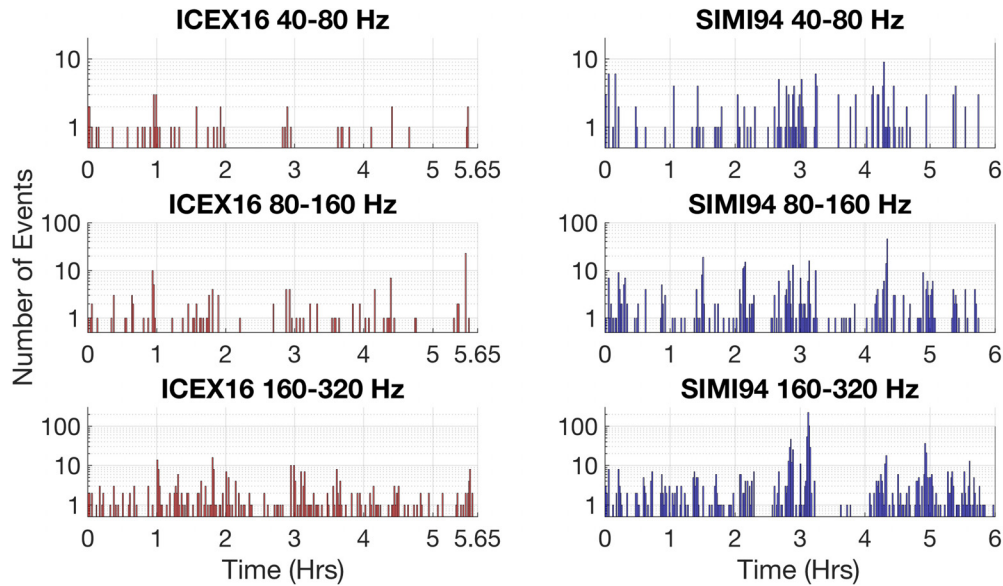 ICEX16 40-80 Hz
10
1
0 1 2 3 4 5 5.65
SIMI94 40-80 Hz
10
1
0 1 2 3 4 5 6
Number of Events
ICEX16 80-160 Hz
100
10
1
0 1 2 3 4 5 5.65
SIMI94 80-160 Hz
100
10
1
0 1 2 3 4 5 6
ICEX16 160-320 Hz
100
10
1
0 1 2 3 4 5 5.65
Time (Hrs)
SIMI94 160-320 Hz
100
10
1
0 1 2 3 4 5 6
Time (Hrs)